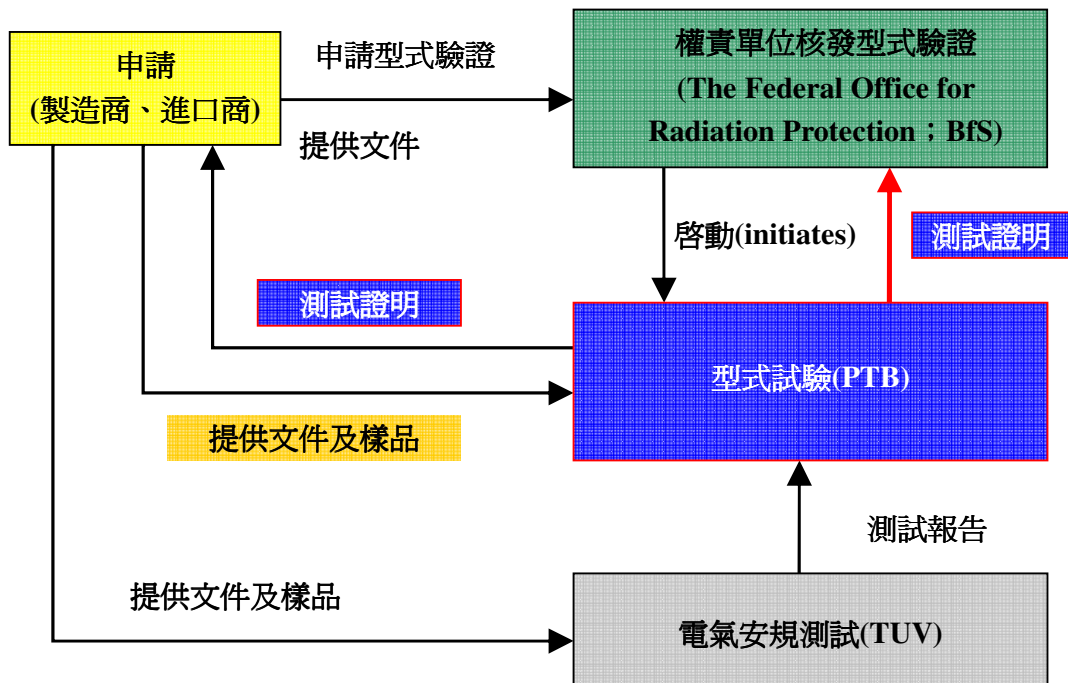 申請
(製造商、進口商)
申請型式驗證
提供文件
權責單位核發型式驗證
(The Federal Office for
Radiation Protection；BfS)
啓動(initiates)
測試證明
測試證明
型式試驗(PTB)
提供文件及樣品
測試報告
提供文件及樣品
電氣安規測試(TUV)